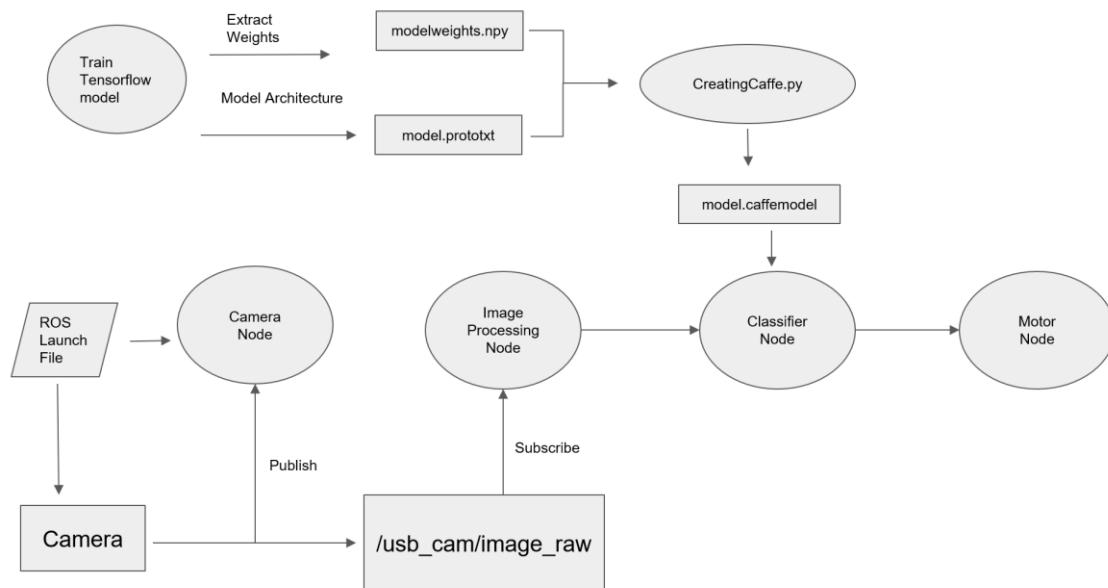 Train
Tensorflow
model
Extract
Weights
Model Architecture
modelweights.npy
model.prototxt
CreatingCaffe.py
model.caffemodel
ROS
Launch
File
Camera
Node
Image
Processing
Node
Classifier
Node
Motor
Node
Publish
Subscribe
Camera
/usb_cam/image_raw